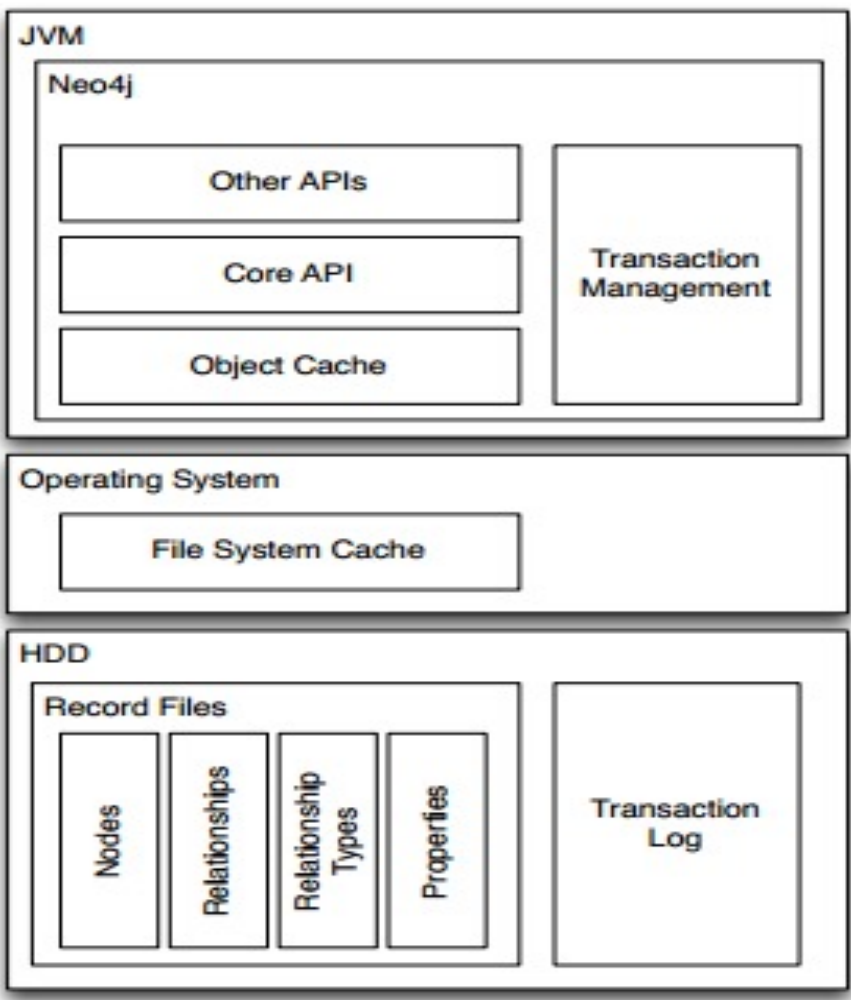 JVM
Neo4j
Other APIs
Core API
Object Cache
Transaction
Management
Operating System
File System Cache
HDD
Record Files
Nodes
Relationships
Relationship
Types
Properties
Transaction
Log